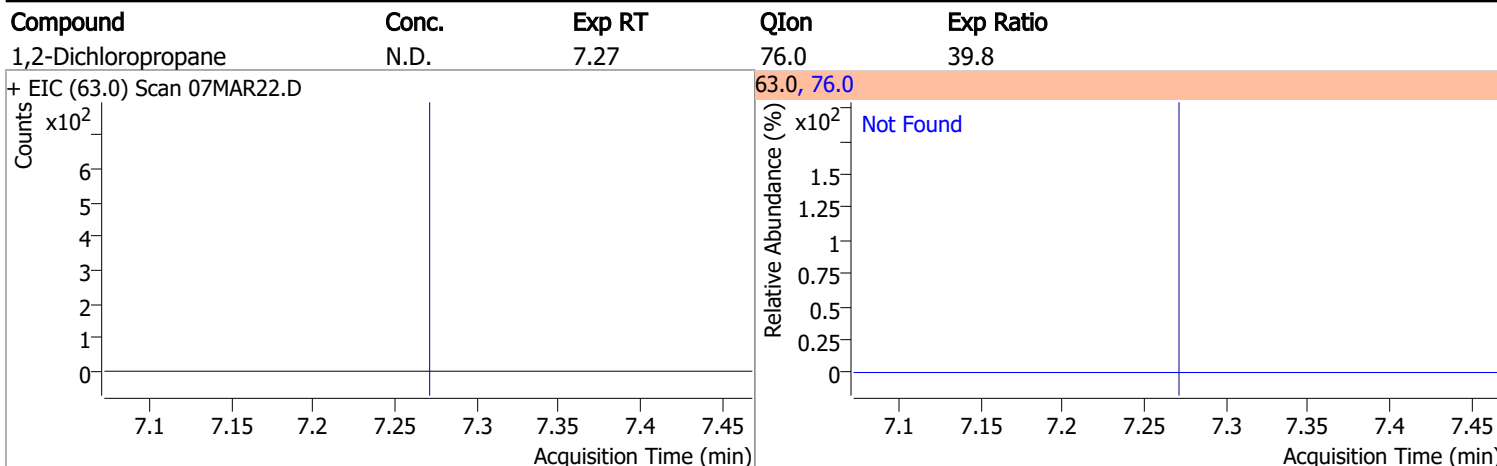 Compound Conc. Exp RT QIon Exp Ratio
1,2-Dichloropropane N.D. 7.27 76.0 39.8
+ EIC (63.0) Scan 07MAR22.D
Counts
x10²
6
5
4
3
2
1
0
7.1 7.15 7.2 7.25 7.3 7.35 7.4 7.45
Acquisition Time (min)
63.0, 76.0
Relative Abundance (%)
x10²
Not Found
1.5
1.25
1
0.75
0.5
0.25
0
7.1 7.15 7.2 7.25 7.3 7.35 7.4 7.45
Acquisition Time (min)